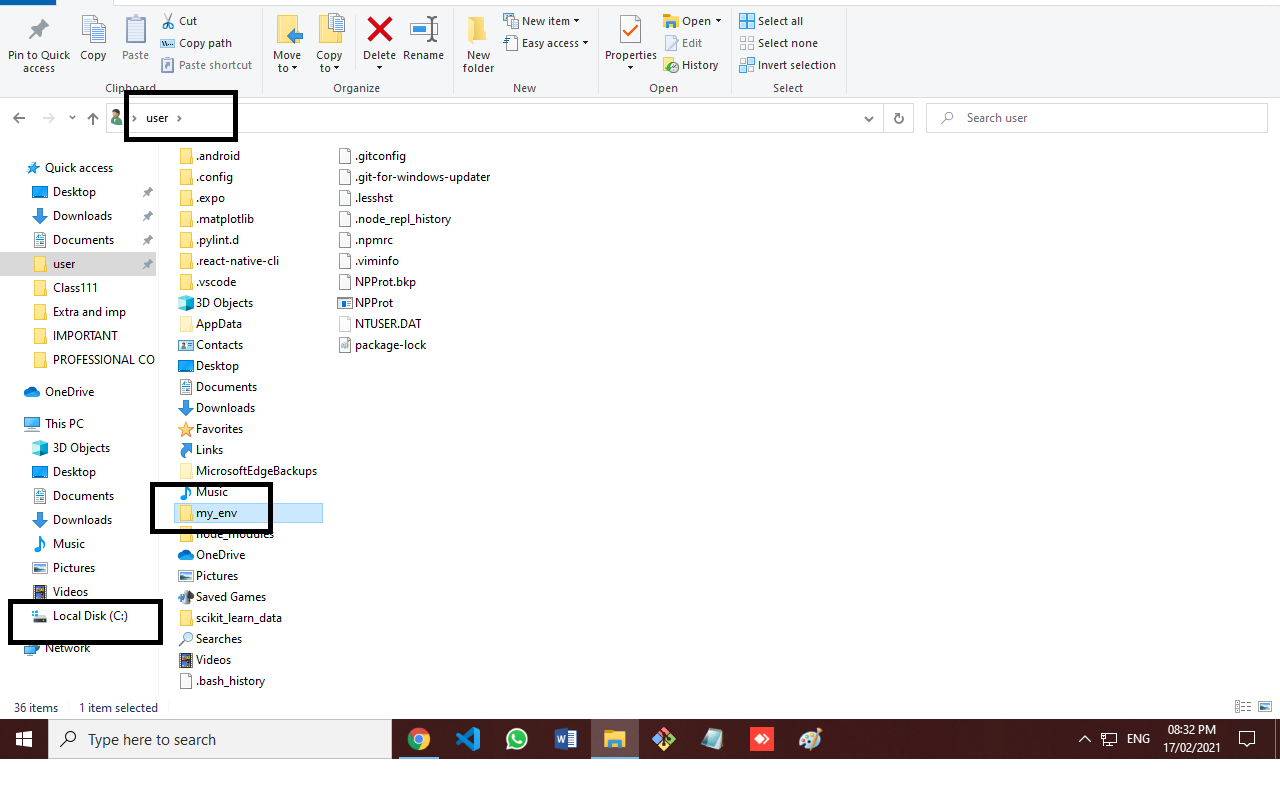 Pin to Quick access
Copy
Paste
Cut
Copy path
Paste shortcut
Clipboard
Move to
Copy to
Delete
Rename
Organize
New folder
New item
Easy access
New
Properties
Open
Edit
History
Open
Select all
Select none
Invert selection
Select
user
Search user
Quick access
Desktop
Downloads
Documents
user
Class111
Extra and imp
IMPORTANT
PROFESSIONAL CO
OneDrive
This PC
3D Objects
Desktop
Documents
Downloads
Music
Pictures
Videos
Local Disk (C:)
Network
.android
.config
.expo
.matplotlib
.pylint.d
.react-native-cli
.vscode
3D Objects
AppData
Contacts
Desktop
Documents
Downloads
Favorites
Links
MicrosoftEdgeBackups
Music
my_env
node_modules
OneDrive
Pictures
Saved Games
scikit_learn_data
Searches
Videos
.bash_history
.gitconfig
.git-for-windows-updater
.lesshst
.node_repl_history
.npmrc
.viminfo
NPProt.bkp
NPProt
NTUSER.DAT
package-lock
36 items 1 item selected
Type here to search
ENG
08:32 PM
17/02/2021